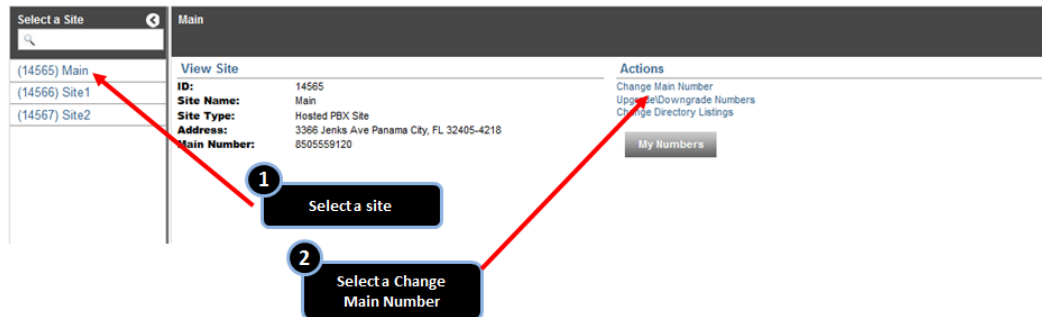 Select a Site
Main
(14565) Main
(14566) Site1
(14567) Site2
View Site
ID: 14565
Site Name: Main
Site Type: Hosted PBX Site
Address: 3366 Jenks Ave Panama City, FL 32405-4218
Main Number: 8505559120
Actions
Change Main Number
Upgrade\Downgrade Numbers
Change Directory Listings
My Numbers
1
Select a site
2
Select a Change
Main Number